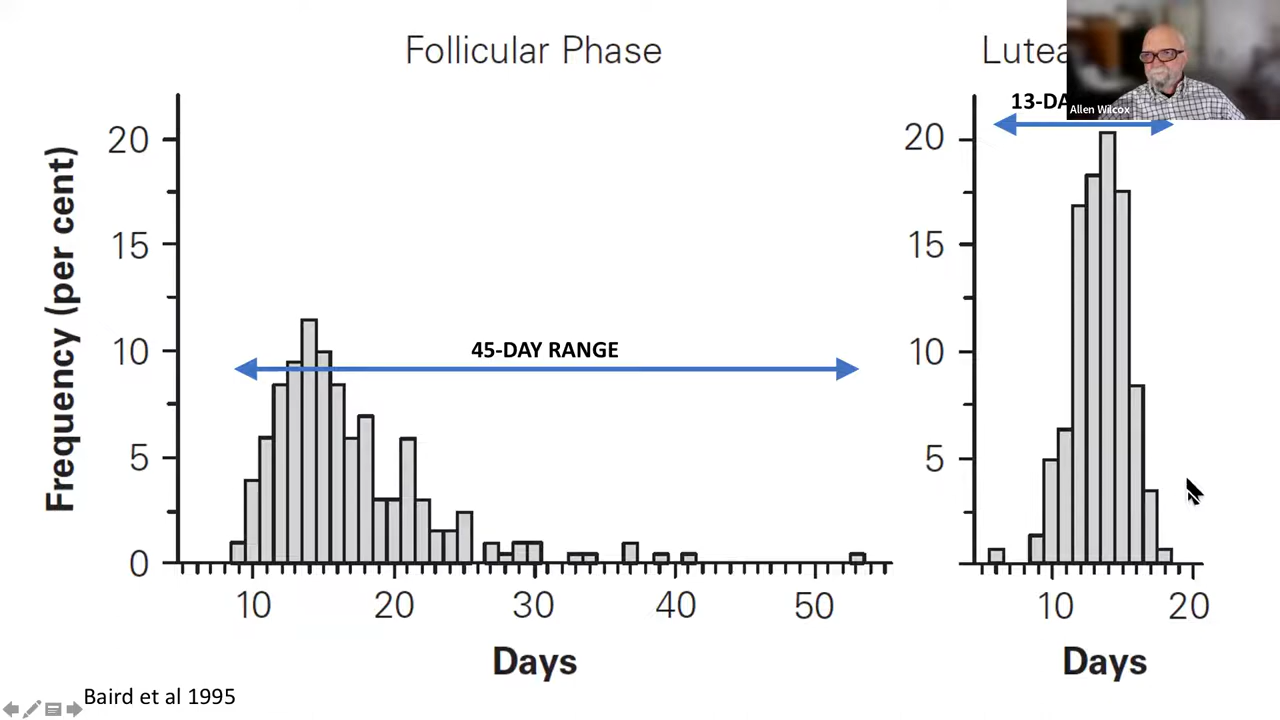 Follicular Phase
Lutea
13-DA
Allen Wilcox
Frequency (per cent)
20
15
10
5
0
45-DAY RANGE
10 20 30 40 50
Days
20
15
10
5
10 20
Days
Baird et al 1995